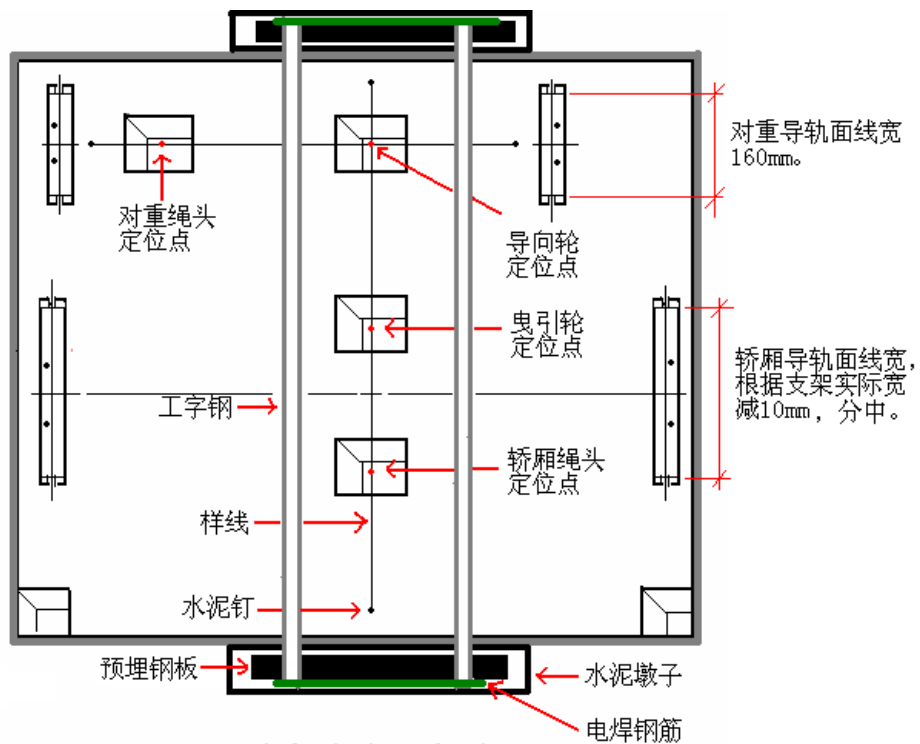 对重导轨面线宽
160mm。
对重绳头
定位点
导向轮
定位点
曳引轮
定位点
轿厢导轨面线宽，
根据支架实际宽
减10mm，分中。
工字钢
轿厢绳头
定位点
样线
水泥钉
预埋钢板
水泥墩子
电焊钢筋